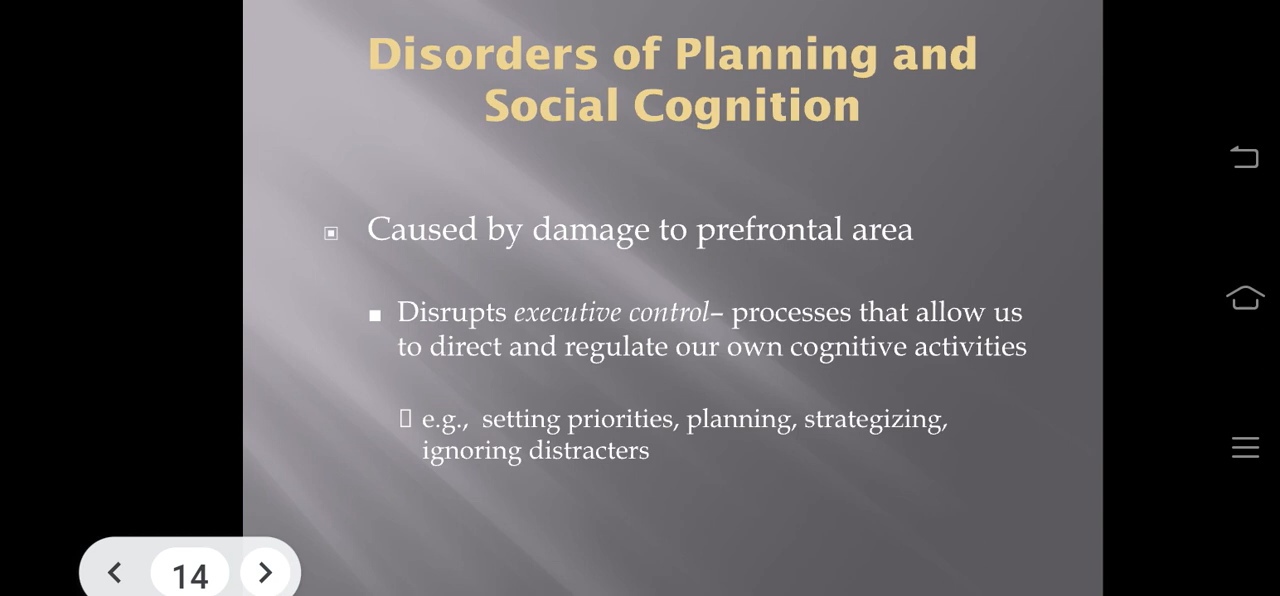 Disorders of Planning and
Social Cognition
Caused by damage to prefrontal area
Disrupts executive control– processes that allow us
to direct and regulate our own cognitive activities
e.g.,  setting priorities, planning, strategizing,
ignoring distracters
14